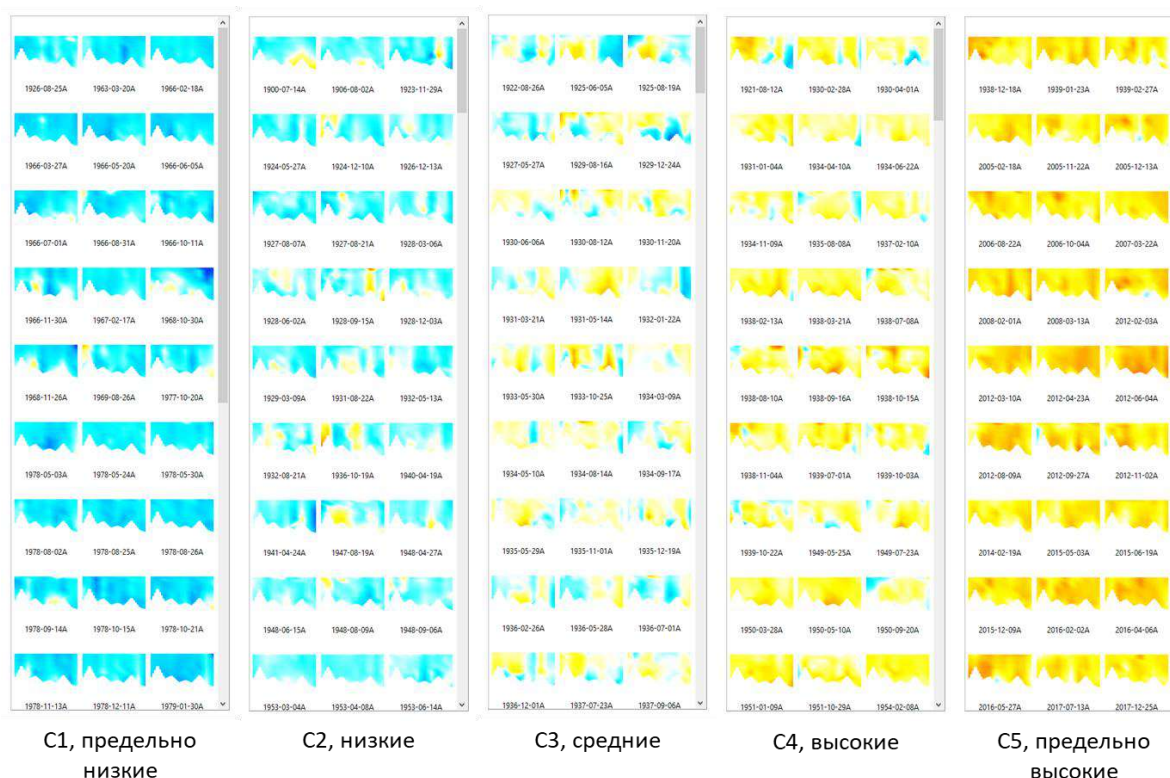 1926-08-25A 1963-03-20A 1966-02-18A
1966-03-27A 1966-05-20A 1966-06-05A
1966-07-01A 1966-08-31A 1966-10-11A
1966-11-30A 1967-02-17A 1968-10-30A
1968-11-26A 1969-08-26A 1977-10-20A
1978-05-03A 1978-05-24A 1978-05-30A
1978-08-02A 1978-08-25A 1978-08-26A
1978-09-14A 1978-10-15A 1978-10-21A
1978-11-13A 1978-12-11A 1979-01-30A
С1, предельно
низкие
1900-07-14A 1906-08-02A 1923-11-29A
1924-05-27A 1924-12-10A 1926-12-13A
1927-08-07A 1927-08-21A 1928-03-06A
1928-06-02A 1928-09-15A 1928-12-03A
1929-03-09A 1931-08-22A 1932-05-13A
1932-08-21A 1936-10-19A 1940-04-19A
1941-04-24A 1947-08-19A 1948-04-27A
1948-06-15A 1948-08-09A 1948-09-06A
1953-03-04A 1953-04-08A 1953-06-14A
С2, низкие
1922-08-26A 1925-06-05A 1925-08-19A
1927-05-27A 1929-08-16A 1929-12-24A
1930-06-06A 1930-08-12A 1930-11-20A
1931-03-21A 1931-05-14A 1932-01-22A
1933-05-30A 1933-10-25A 1934-03-09A
1934-05-10A 1934-08-14A 1934-09-17A
1935-05-29A 1935-11-01A 1935-12-19A
1936-02-26A 1936-05-28A 1936-07-01A
1936-12-01A 1937-07-23A 1937-09-06A
С3, средние
1921-08-12A 1930-02-28A 1930-04-01A
1931-01-04A 1934-04-10A 1934-06-22A
1934-11-09A 1935-08-08A 1937-02-10A
1938-02-13A 1938-03-21A 1938-07-08A
1938-08-10A 1938-09-16A 1938-10-15A
1938-11-04A 1939-07-01A 1939-10-03A
1939-10-22A 1949-05-25A 1949-07-23A
1950-03-28A 1950-05-10A 1950-09-20A
1951-01-09A 1951-10-29A 1954-02-08A
С4, высокие
1938-12-18A 1939-01-23A 1939-02-27A
2005-02-18A 2005-11-22A 2005-12-13A
2006-08-22A 2006-10-04A 2007-03-22A
2008-02-01A 2008-03-13A 2012-02-03A
2012-03-10A 2012-04-23A 2012-06-04A
2012-08-09A 2012-09-27A 2012-11-02A
2014-02-19A 2015-05-03A 2015-06-19A
2015-12-09A 2016-02-02A 2016-04-06A
2016-05-27A 2017-07-13A 2017-12-25A
С5, предельно
высокие